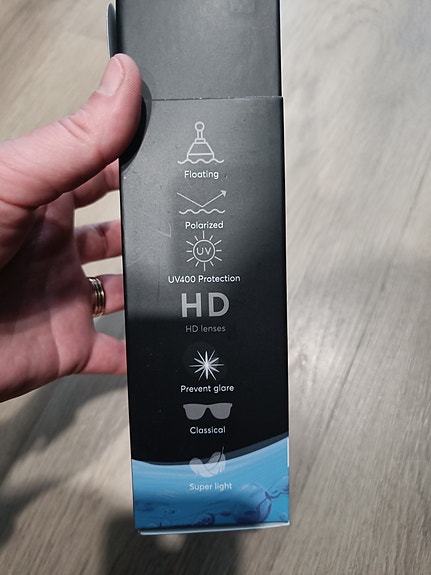 Floating
Polarized
UV
UV400 Protection
HD
HD lenses
Prevent glare
Classical
Super light